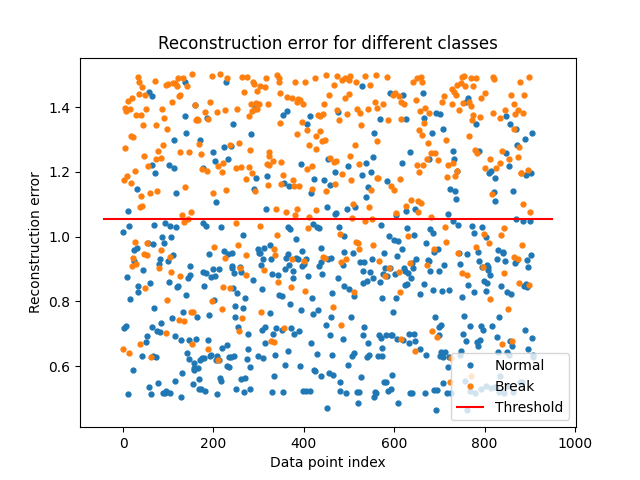 Reconstruction error for different classes
Reconstruction error
1.4
1.2
1.0
0.8
0.6
0 200 400 600 800 1000
Data point index
Normal
Break
Threshold